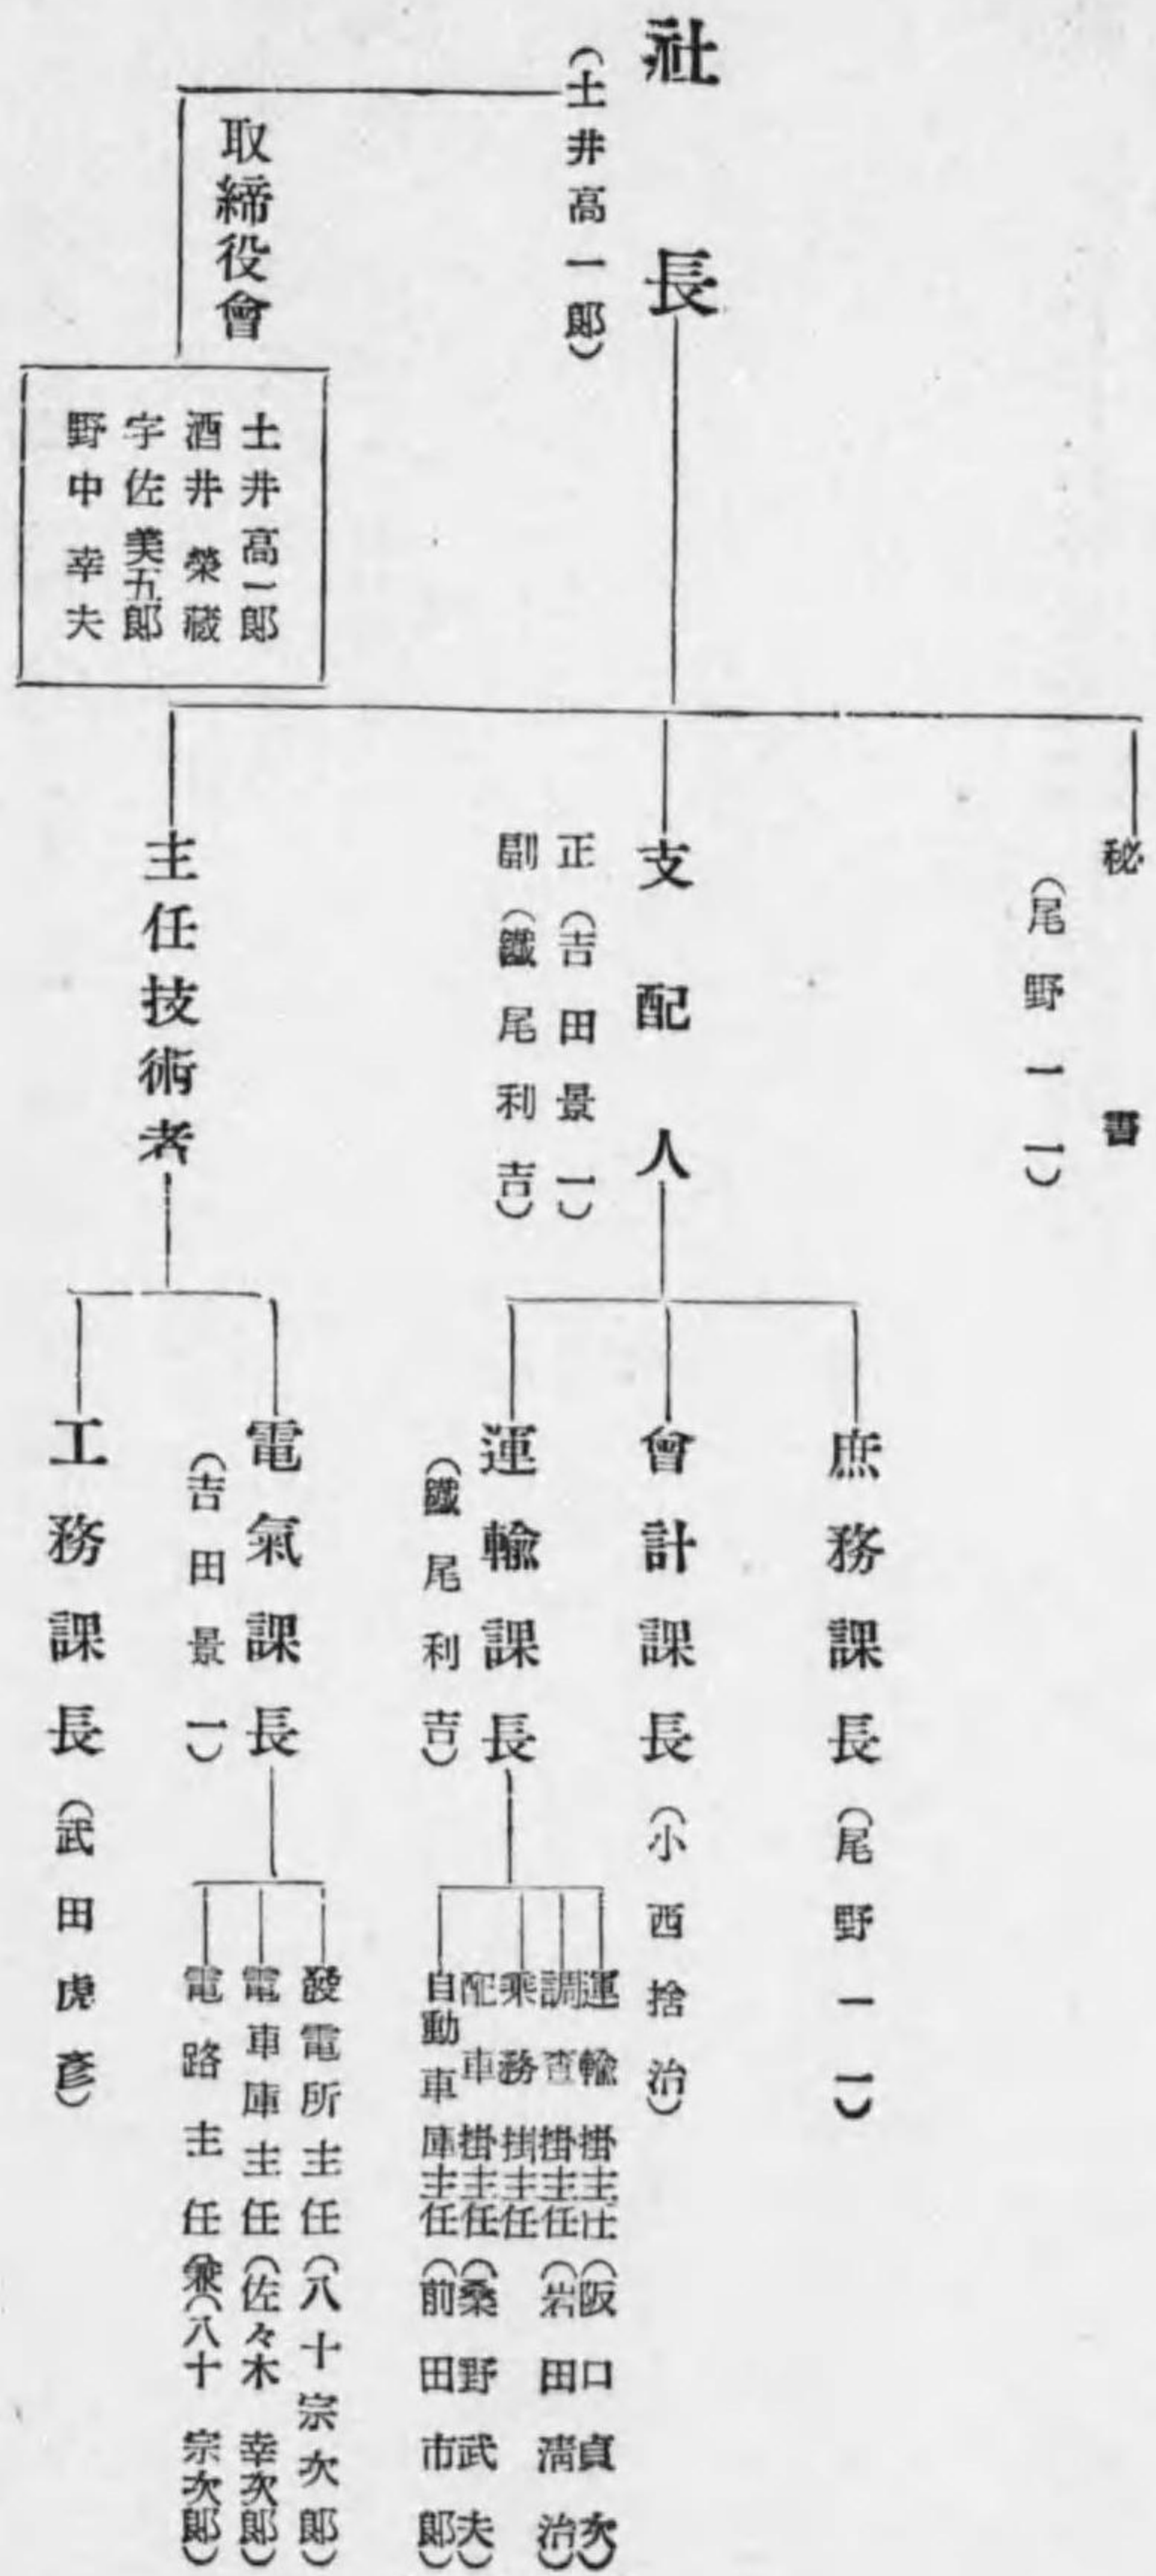 社長
(土井高一郎)
取締役會
土井高一郎
酒井榮藏
宇佐美五郎
野中幸夫
秘書
(尾野一一)
支配人
正(吉田景一)
副(鐵尾利吉)
主任技術者
庶務課長(尾野一一)
會計課長(小西捨治)
運輸課長
(鐵尾利吉)
運輸掛主任(阪口貞次)
調査掛主任(岩田淸治)
乘務掛主任
配車掛主任(桑野武夫)
自動車庫主任(前田市郎)
電氣課長
(吉田景一)
發電所主任(八十宗次郎)
電車庫主任(佐々木幸次郎)
電路主任兼(八十宗次郎)
工務課長(武田虎彥)